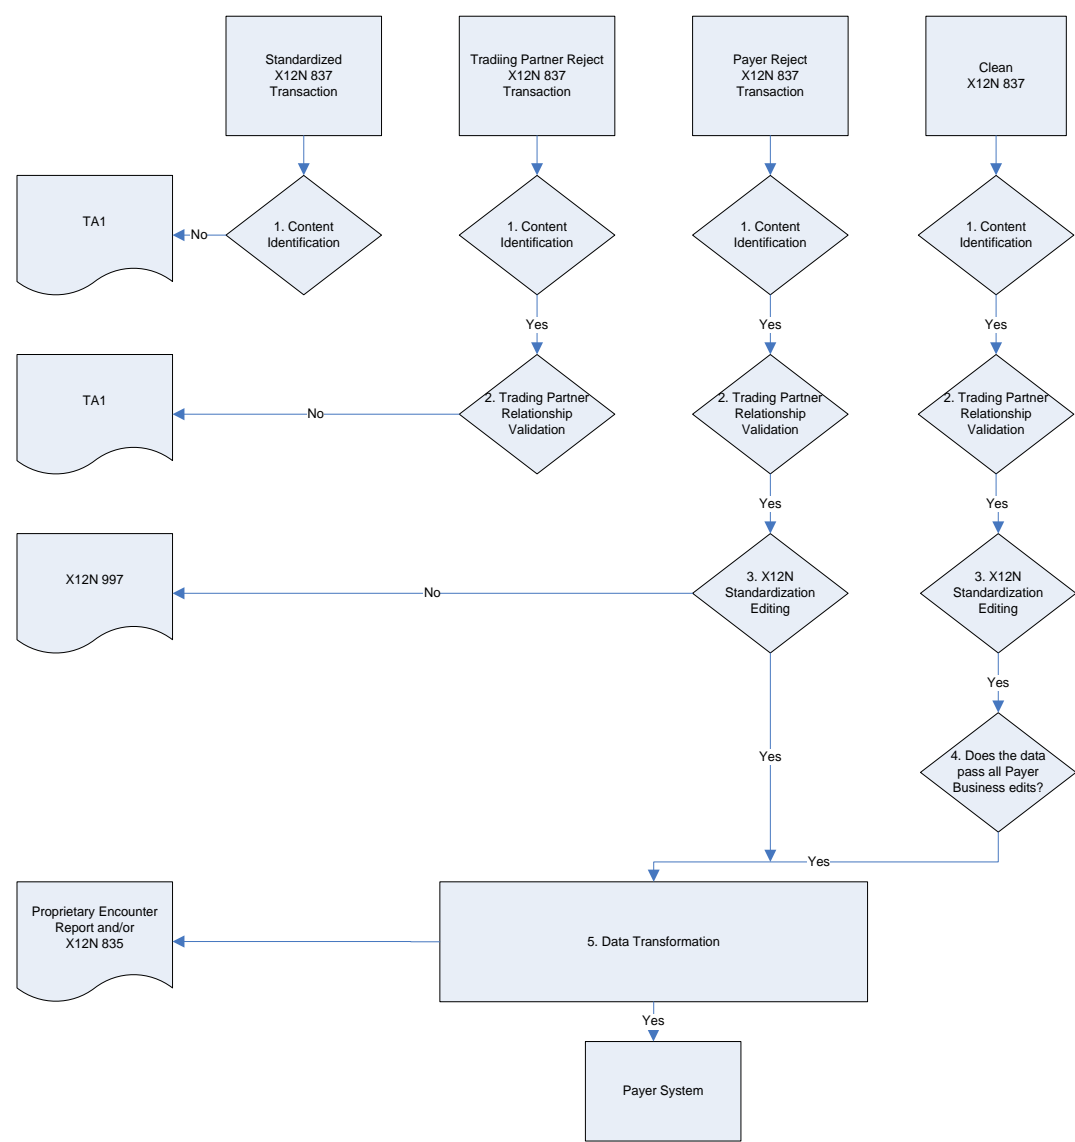 Standardized
X12N 837
Transaction
Tradiing Partner Reject
X12N 837
Transaction
Payer Reject
X12N 837
Transaction
Clean
X12N 837
TA1
No
1. Content
Identification
1. Content
Identification
1. Content
Identification
1. Content
Identification
Yes
Yes
Yes
TA1
No
2. Trading Partner
Relationship
Validation
2. Trading Partner
Relationship
Validation
2. Trading Partner
Relationship
Validation
Yes
Yes
X12N 997
No
3. X12N
Standardization
Editing
3. X12N
Standardization
Editing
Yes
Yes
4. Does the data
pass all Payer
Business edits?
Yes
Proprietary Encounter
Report and/or
X12N 835
5. Data Transformation
Yes
Payer System